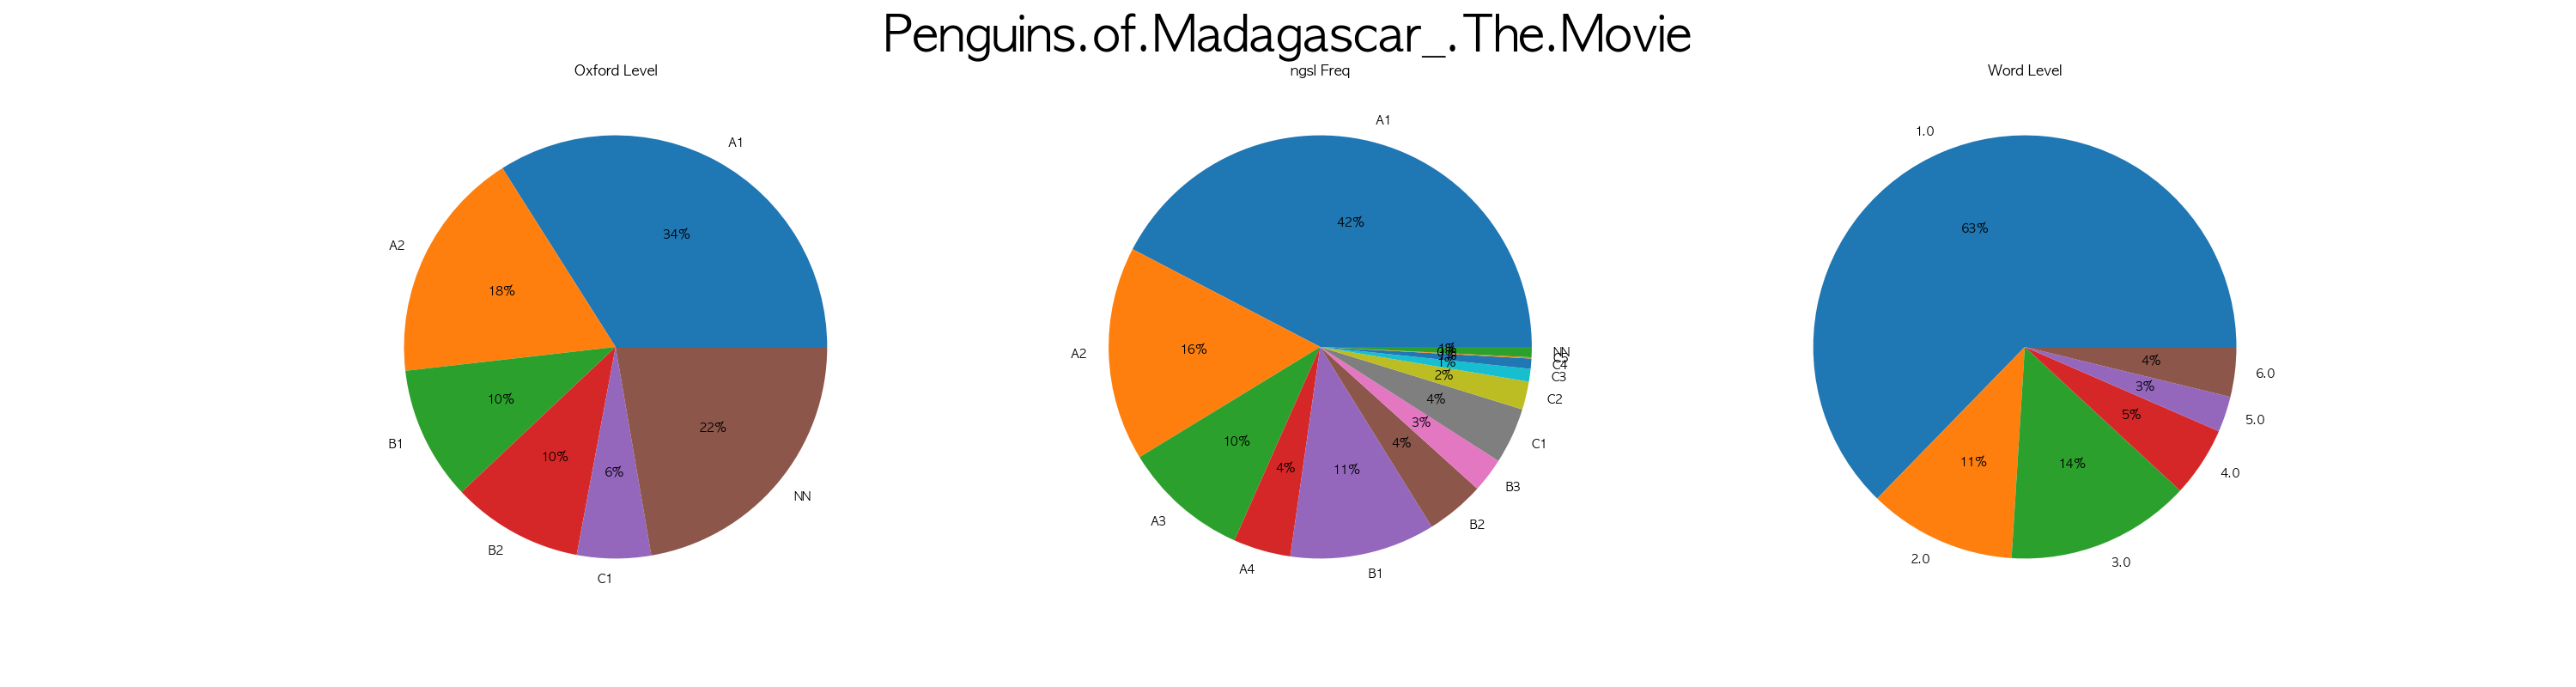 Penguins.of.Madagascar_.The.Movie
Oxford Level
A1
34%
A2
18%
B1
10%
B2
10%
C1
6%
NN
22%
ngsl Freq
A1
42%
A2
16%
A3
10%
A4
4%
B1
11%
B2
4%
B3
3%
C1
4%
C2
2%
C3
1%
C4
NN
Word Level
1.0
63%
2.0
11%
3.0
14%
4.0
5%
5.0
3%
6.0
4%